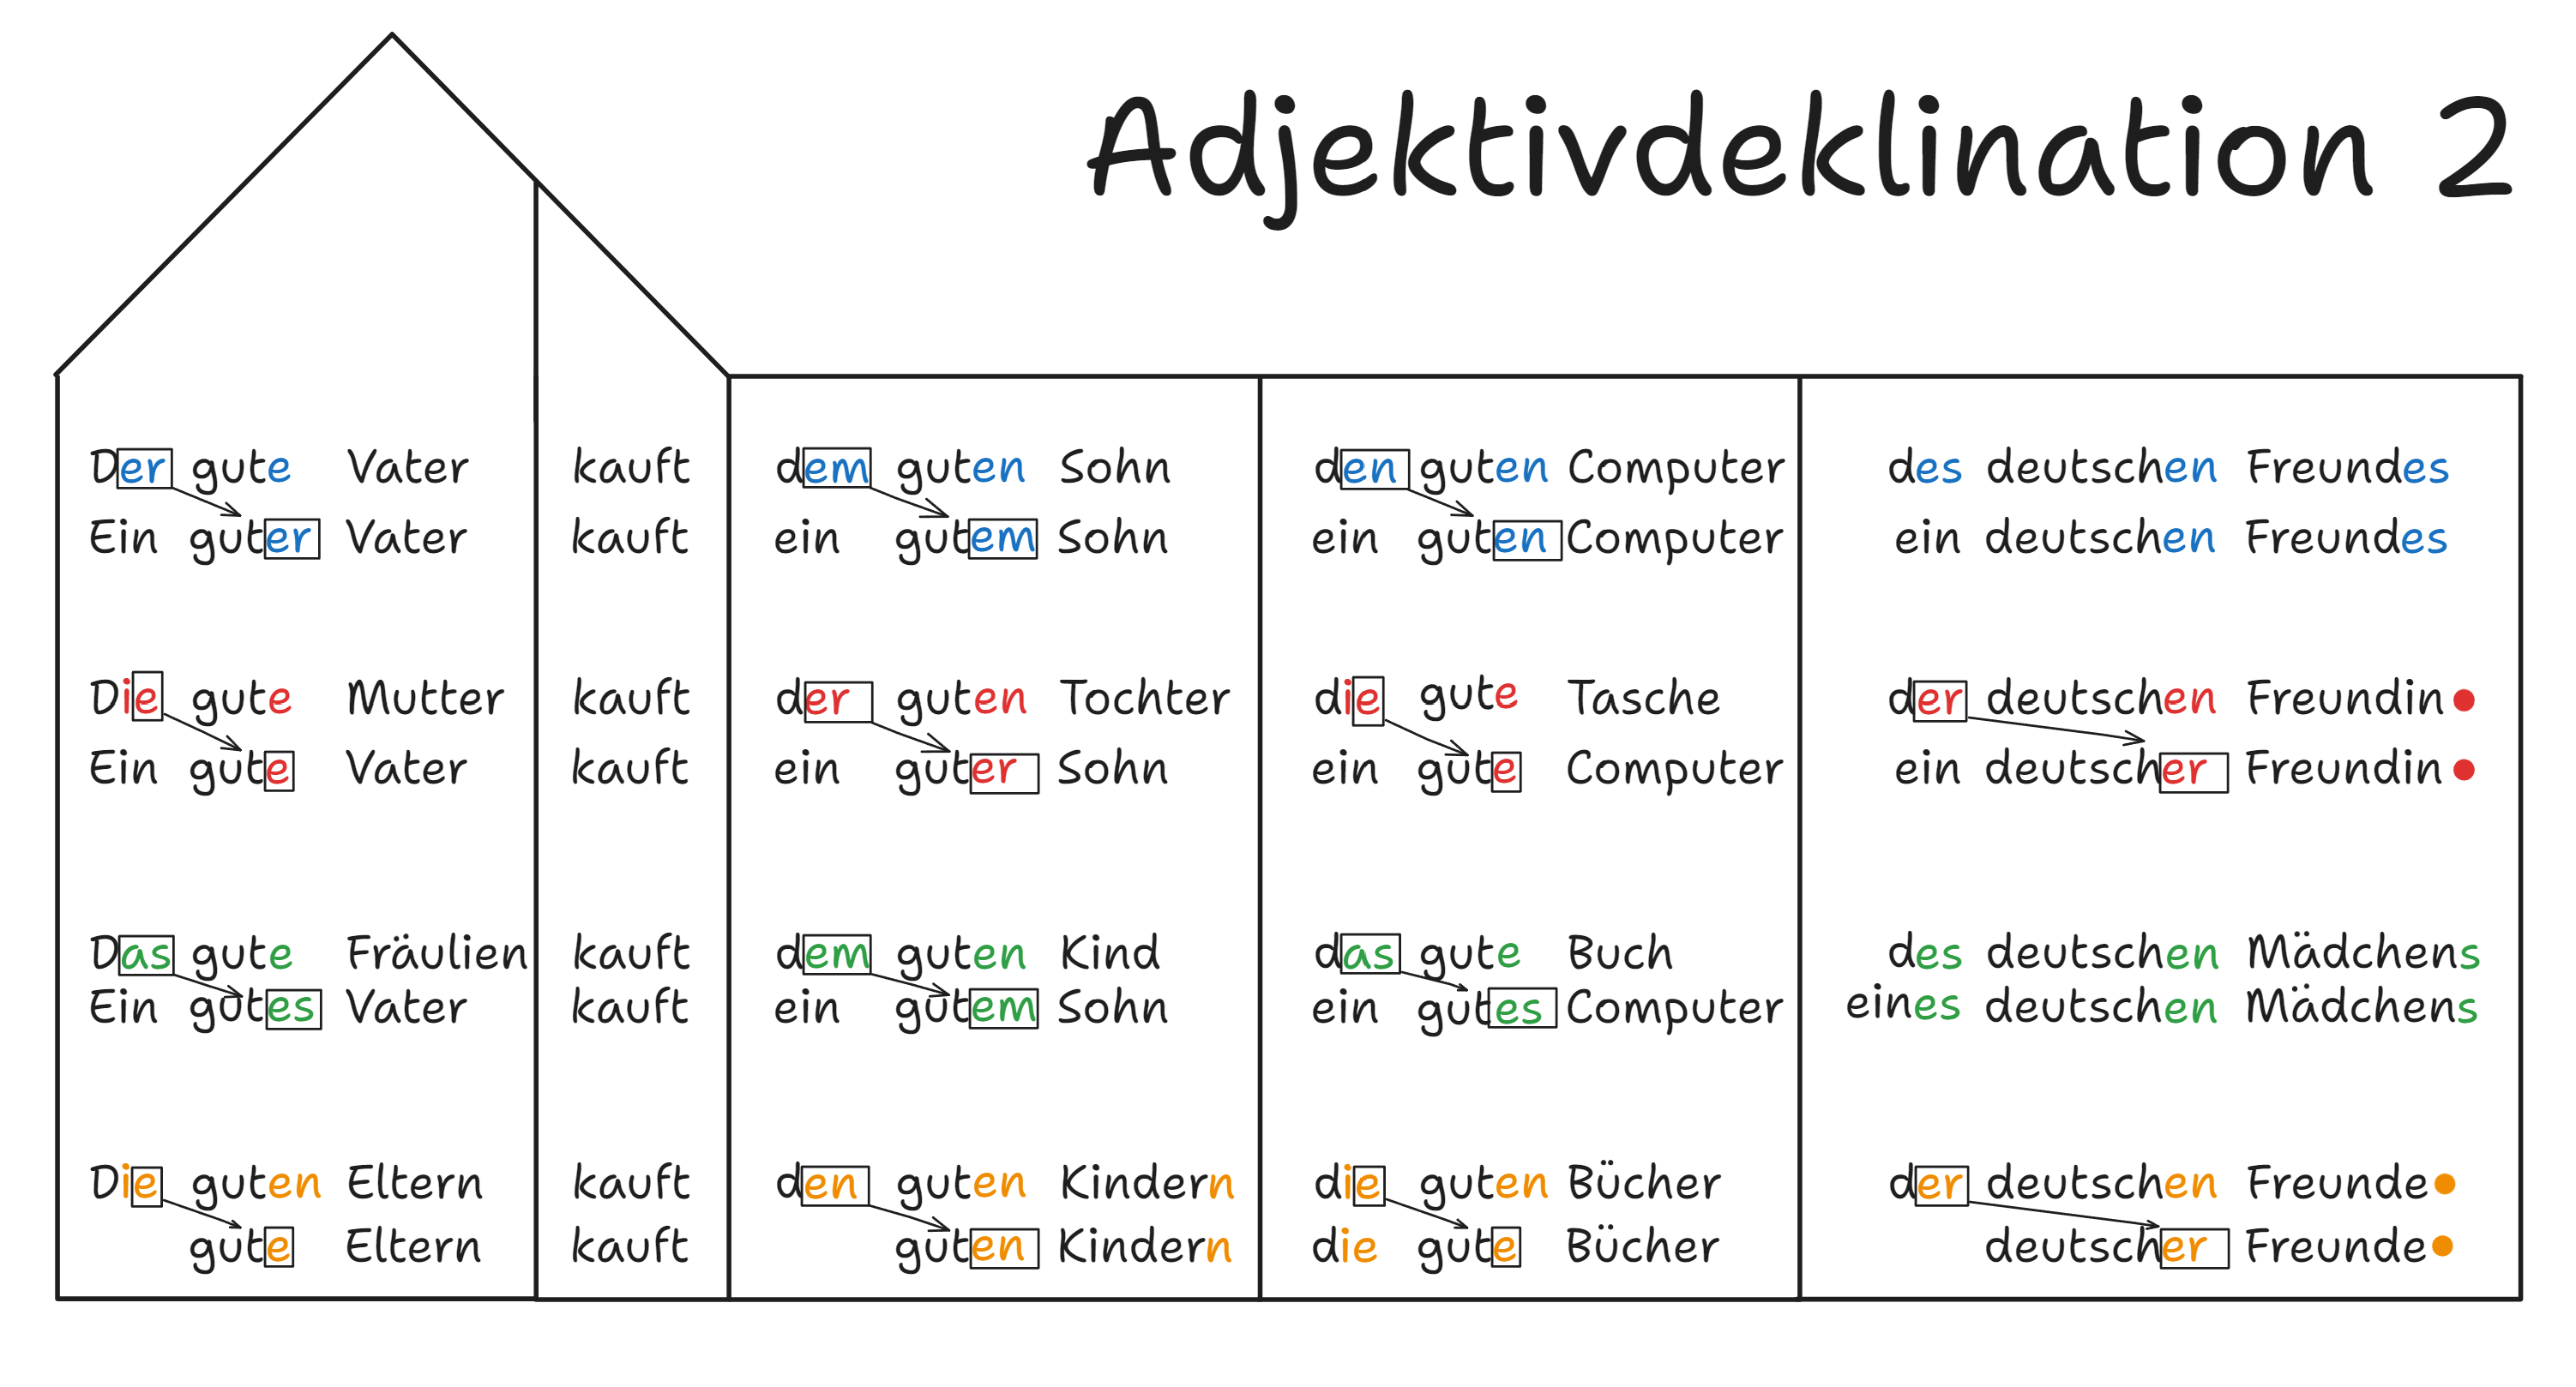 Adjektivdeklination 2
Der gute Vater kauft dem guten Sohn den guten Computer des deutschen Freundes
Ein guter Vater kauft ein gutem Sohn ein guten Computer ein deutschen Freundes
Die gute Mutter kauft der guten Tochter die gute Tasche der deutschen Freundin
Ein gute Vater kauft ein guter Sohn ein gute Computer ein deutscher Freundin
Das gute Fräulien kauft dem guten Kind das gute Buch des deutschen Mädchens
Ein gutes Vater kauft ein gutem Sohn ein gutes Computer eines deutschen Mädchens
Die guten Eltern kauft den guten Kindern die guten Bücher der deutschen Freunde
gute Eltern kauft guten Kindern die gute Bücher deutscher Freunde